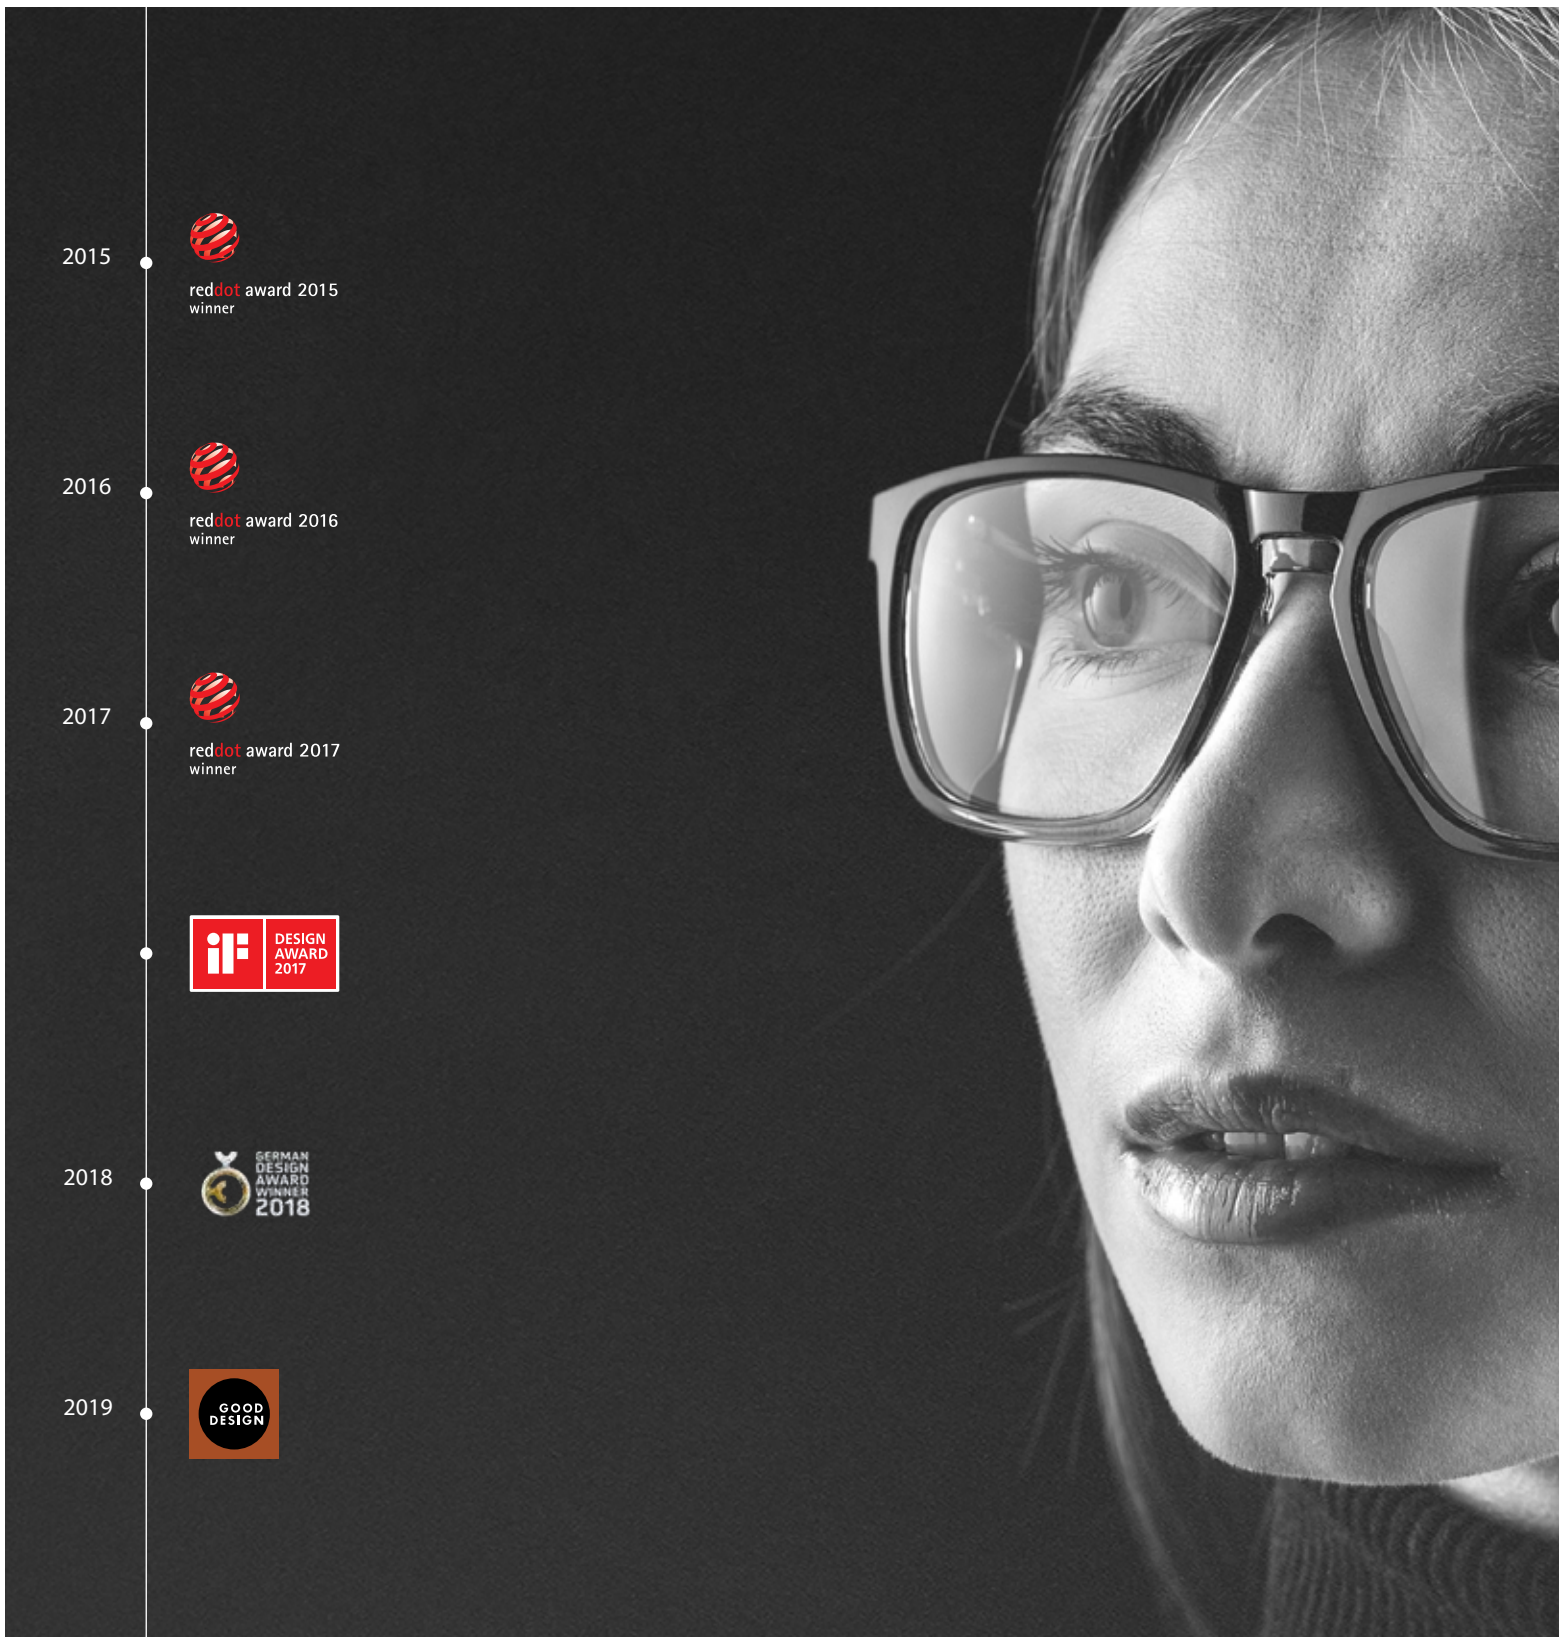 2015
reddot award 2015
winner
2016
reddot award 2016
winner
2017
reddot award 2017
winner
iF
DESIGN
AWARD
2017
2018
GERMAN
DESIGN
AWARD
WINNER
2018
2019
GOOD
DESIGN